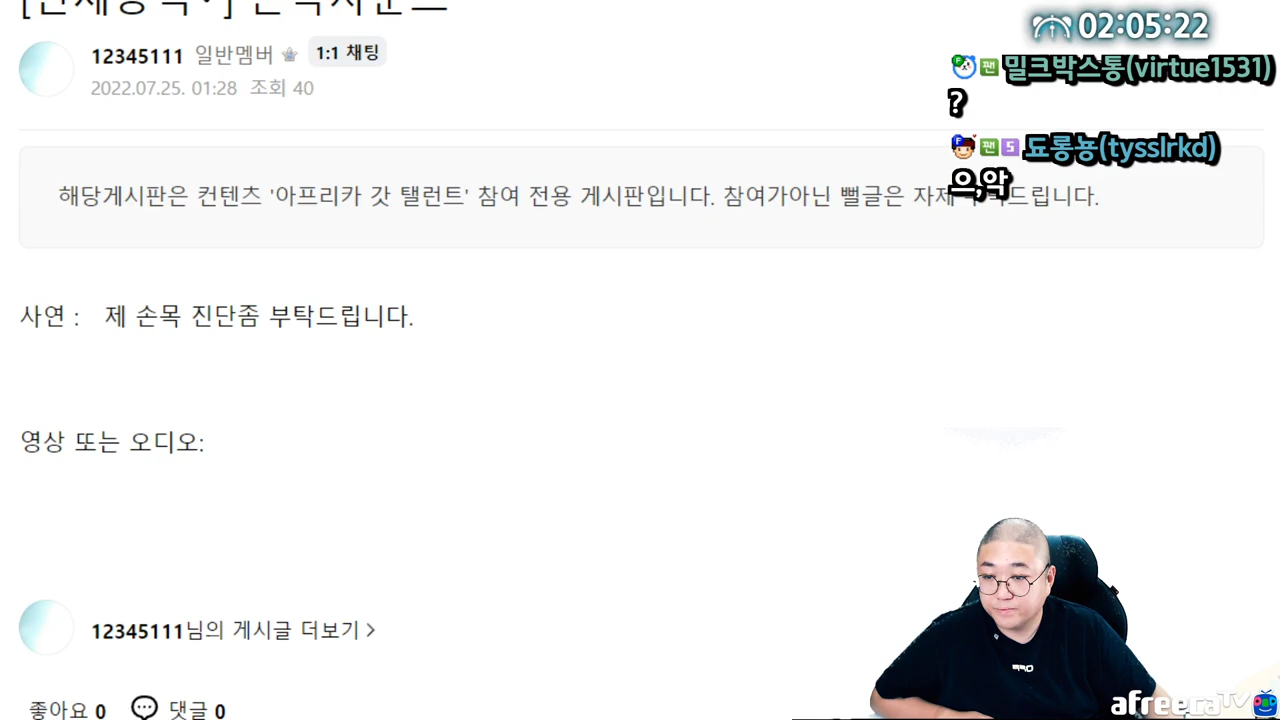 12345111 일반멤버 1:1 채팅
2022.07.25. 01:28 조회 40
해당게시판은 컨텐츠 '아프리카 갓 탤런트' 참여 전용 게시판입니다. 참여가아닌 뻘글은 자제 드립니다.
사연 : 제 손목 진단좀 부탁드립니다.
영상 또는 오디오:
12345111님의 게시글 더보기
좋아요 0 댓글 0
02:05:22
F 팬 밀크박스통(virtue1531)
?
F 팬 5 됴롱뇽(tysslrkd)
으,악
afreecaTV